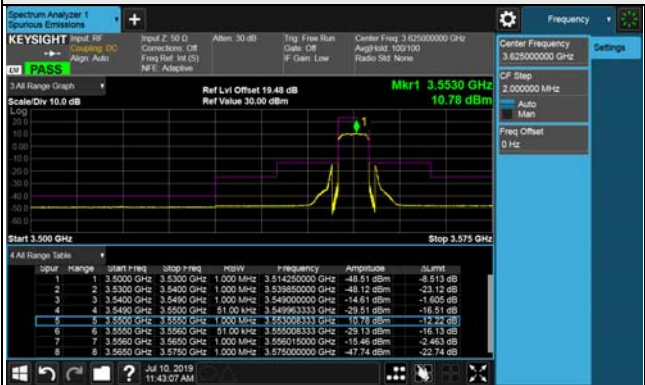 Spectrum Analyzer 1
Spurious Emissions
Frequency
KEYSIGHT Input: RF
Coupling: DC
Align: Auto
Input Z: 50 Ω
Corrections: Off
Freq Ref: Int (S)
NFE: Adaptive
Atten: 30 dB
Trig: Free Run
Gate: Off
IF Gain: Low
Center Freq: 3.625000000 GHz
Avg|Hold: 100/100
Radio Std: None
PASS
Center Frequency
3.625000000 GHz
Settings
CF Step
2.000000 MHz
Auto
Man
Freq Offset
0 Hz
3 All Range Graph
Scale/Div 10.0 dB
Ref Lvl Offset 19.48 dB
Ref Value 30.00 dBm
Mkr1 3.5530 GHz
10.78 dBm
Log
20.0
10.0
0.00
-10.0
-20.0
-30.0
-40.0
-50.0
-60.0
1
Start 3.500 GHz
Stop 3.575 GHz
4 All Range Table
Spur Range Start Freq Stop Freq RBW Frequency Amplitude ΔLimit
1 1 3.5000 GHz 3.5300 GHz 1.000 MHz 3.514250000 GHz -48.51 dBm -8.513 dB
2 2 3.5300 GHz 3.5400 GHz 1.000 MHz 3.539850000 GHz -48.12 dBm -23.12 dB
3 3 3.5400 GHz 3.5490 GHz 1.000 MHz 3.549000000 GHz -14.61 dBm -1.605 dB
4 4 3.5490 GHz 3.5500 GHz 51.00 kHz 3.549963333 GHz -29.51 dBm -16.51 dB
5 5 3.5500 GHz 3.5550 GHz 1.000 MHz 3.553008333 GHz 10.78 dBm -12.22 dB
6 6 3.5550 GHz 3.5560 GHz 51.00 kHz 3.555008333 GHz -29.13 dBm -16.13 dB
7 7 3.5560 GHz 3.5650 GHz 1.000 MHz 3.556015000 GHz -15.46 dBm -2.463 dB
8 8 3.5650 GHz 3.5750 GHz 1.000 MHz 3.575000000 GHz -47.74 dBm -22.74 dB
Jul 10, 2019
11:43:07 AM